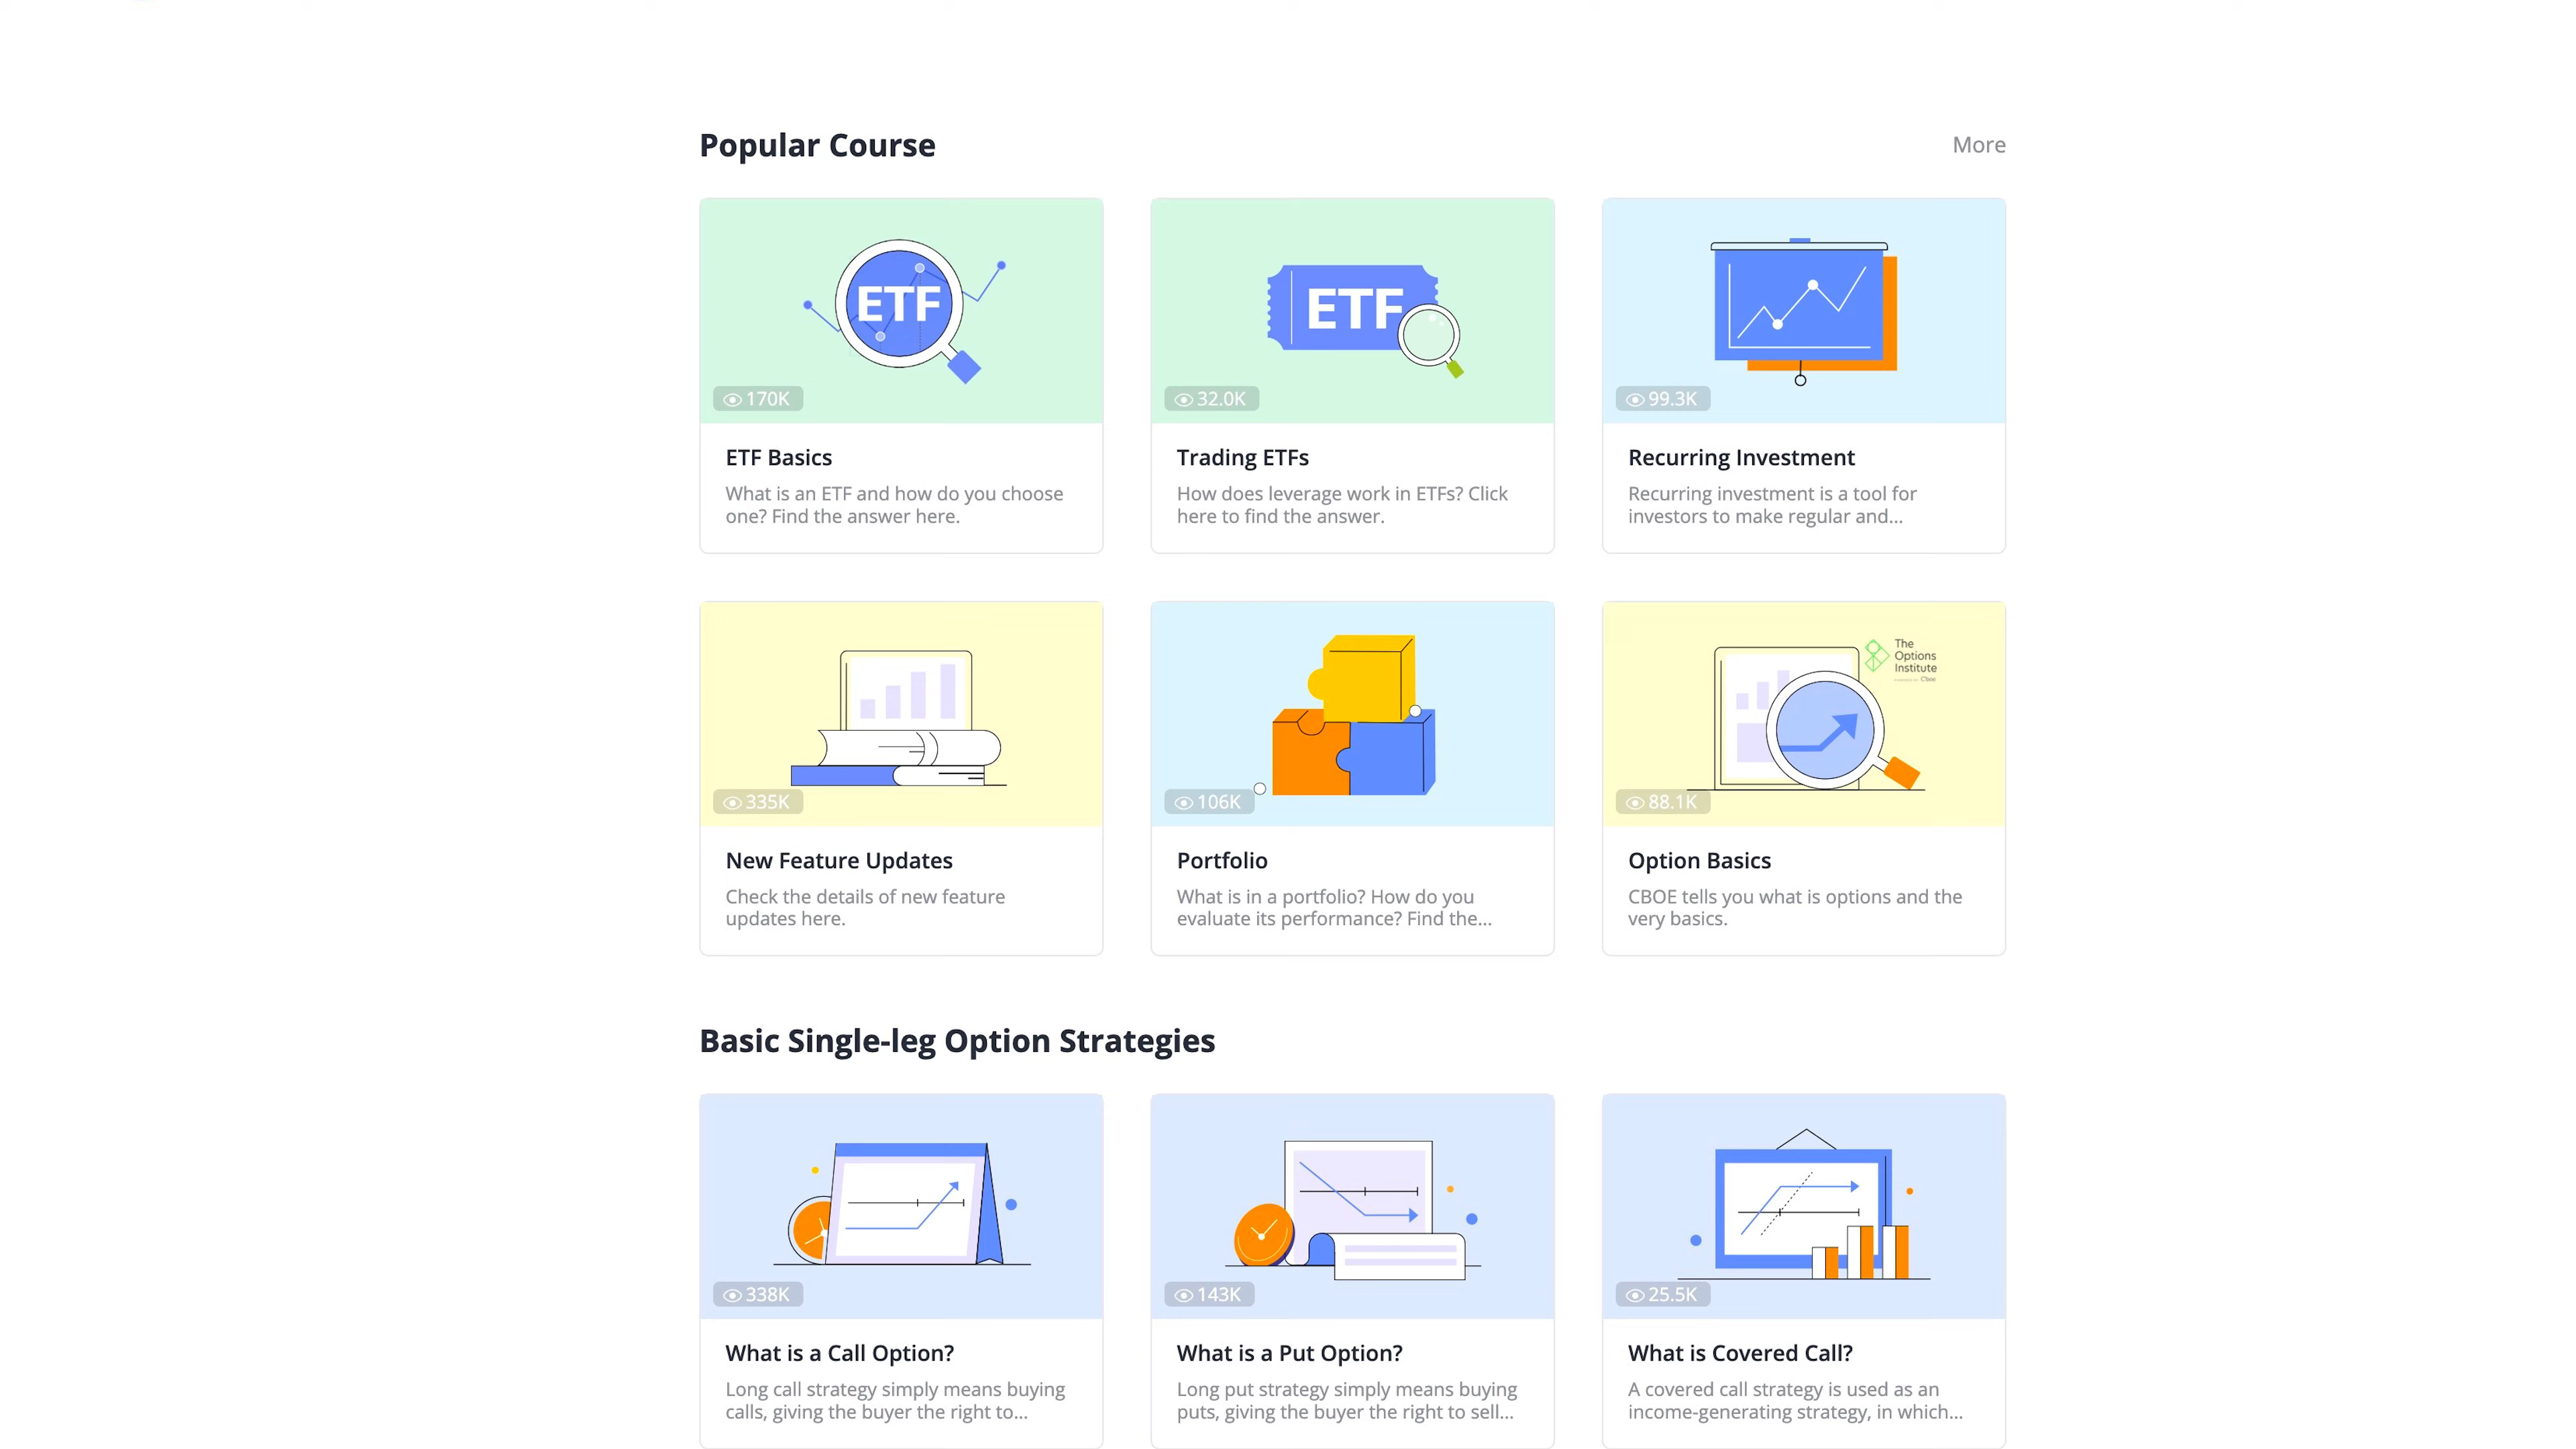 Popular Course
More
ETF
170K
ETF Basics
What is an ETF and how do you choose
one? Find the answer here.
ETF
32.0K
Trading ETFs
How does leverage work in ETFs? Click
here to find the answer.
99.3K
Recurring Investment
Recurring investment is a tool for
investors to make regular and...
335K
New Feature Updates
Check the details of new feature
updates here.
106K
Portfolio
What is in a portfolio? How do you
evaluate its performance? Find the...
The
Options
Institute
Cboe
88.1K
Option Basics
CBOE tells you what is options and the
very basics.
Basic Single-leg Option Strategies
338K
What is a Call Option?
Long call strategy simply means buying
calls, giving the buyer the right to...
143K
What is a Put Option?
Long put strategy simply means buying
puts, giving the buyer the right to sell...
25.5K
What is Covered Call?
A covered call strategy is used as an
income-generating strategy, in which...